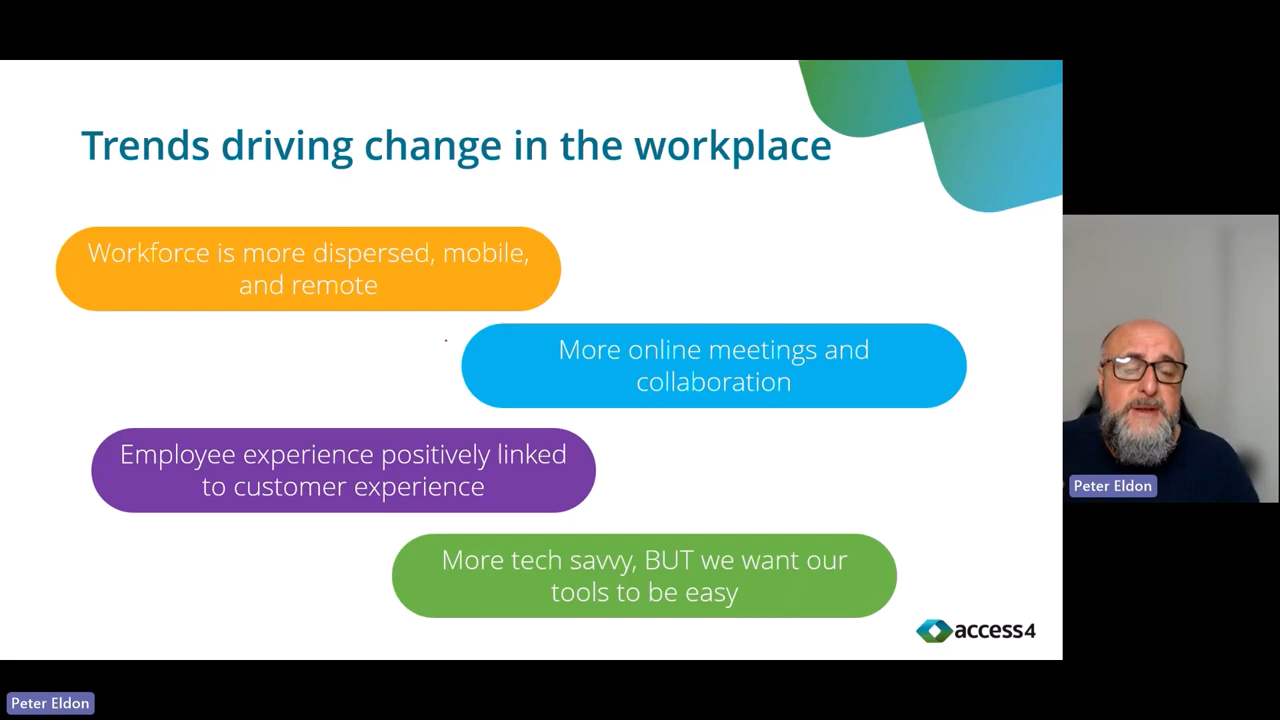 Trends driving change in the workplace
Workforce is more dispersed, mobile,
and remote
More online meetings and
collaboration
Employee experience positively linked
to customer experience
More tech savvy, BUT we want our
tools to be easy
access4
Peter Eldon
Peter Eldon